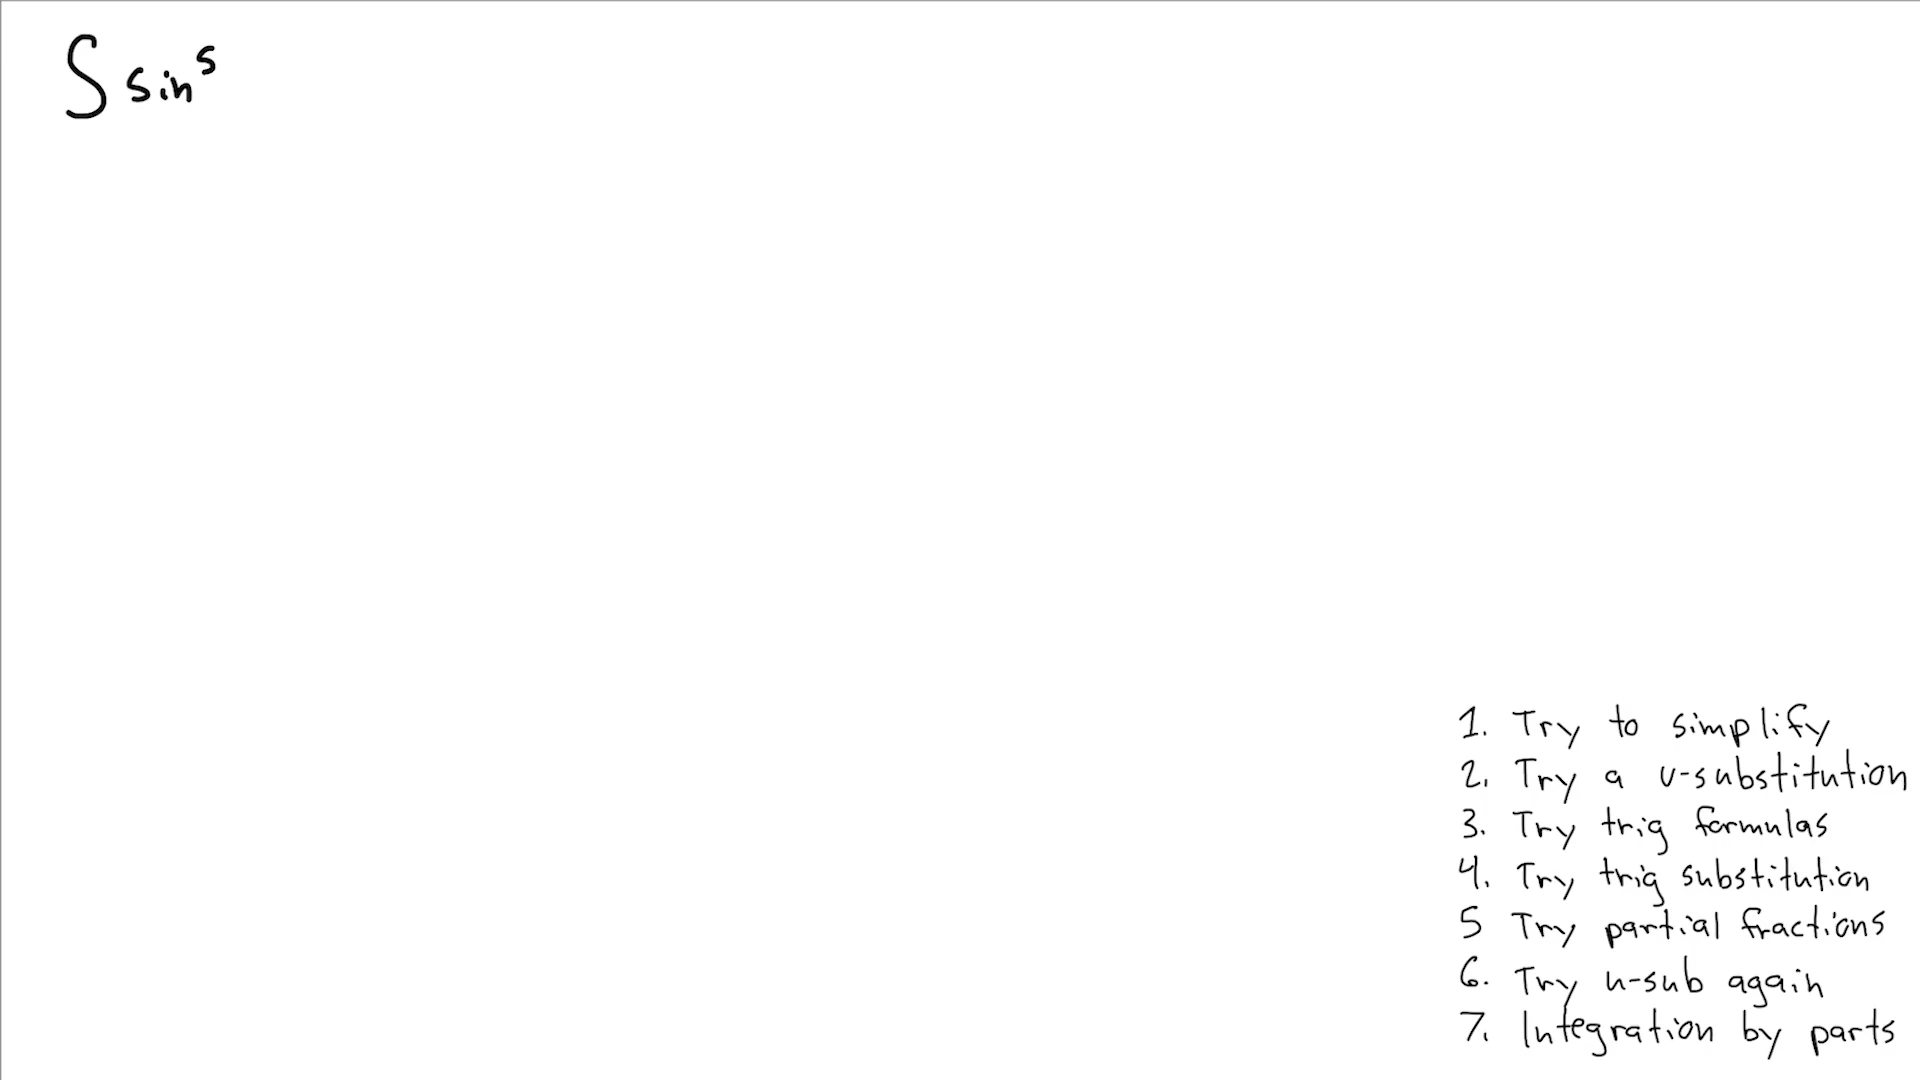 ∫ sin⁵
1. Try to simplify
2. Try a u-substitution
3. Try trig formulas
4. Try trig substitution
5 Try partial fractions
6. Try u-sub again
7. Integration by parts